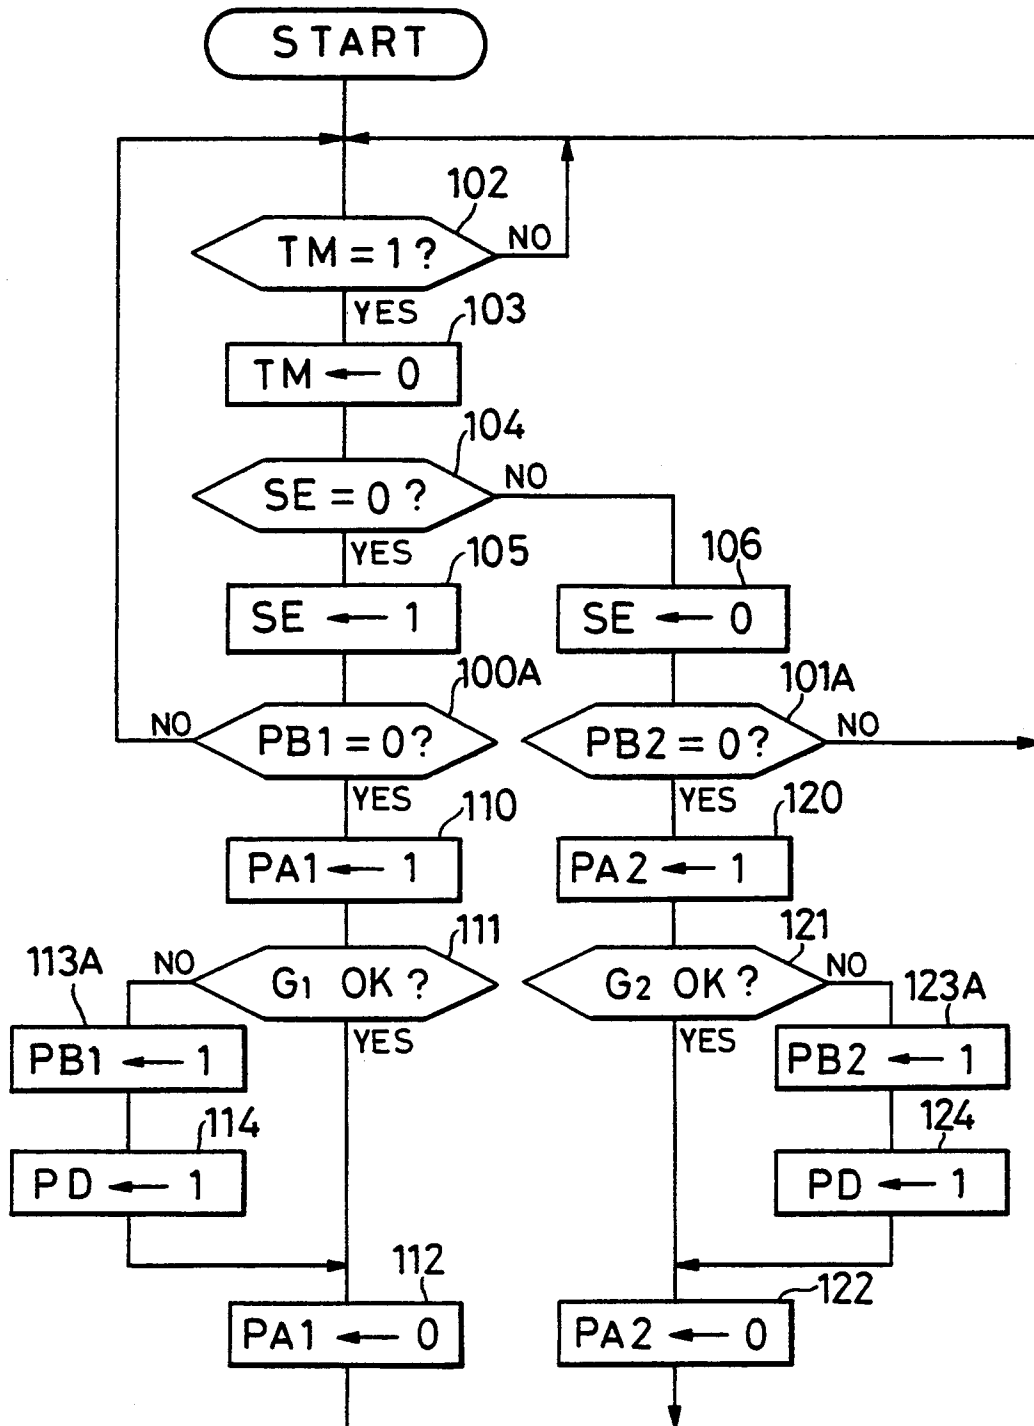 START
102
TM = 1 ?
NO
YES
103
TM ← 0
104
SE = 0 ?
NO
YES
105
106
SE ← 1
SE ← 0
100A
101A
NO
PB1 = 0 ?
PB2 = 0 ?
NO
YES
YES
110
120
PA1 ← 1
PA2 ← 1
111
121
113A
NO
G1 OK ?
G2 OK ?
NO
123A
YES
YES
PB1 ← 1
PB2 ← 1
114
124
PD ← 1
PD ← 1
112
122
PA1 ← 0
PA2 ← 0